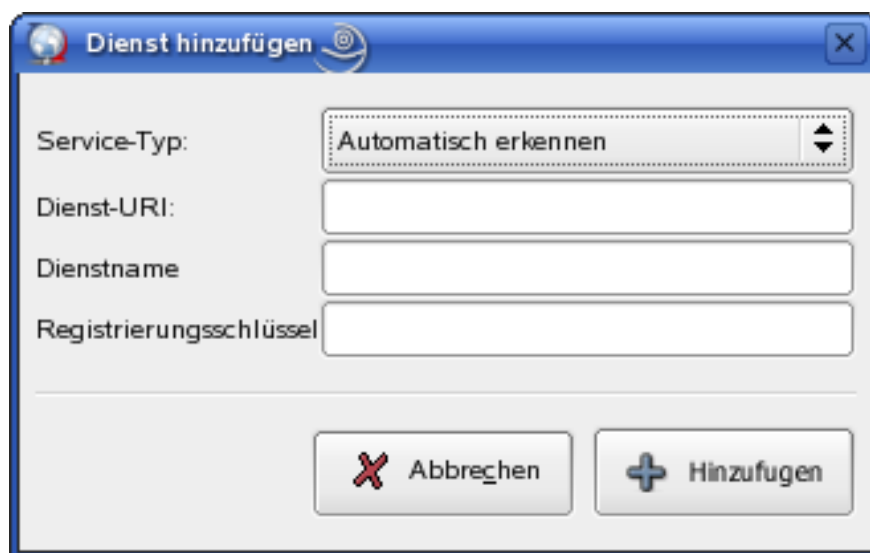 Dienst hinzufügen
Service-Typ: Automatisch erkennen
Dienst-URI:
Dienstname
Registrierungsschlüssel
Abbrechen Hinzufugen